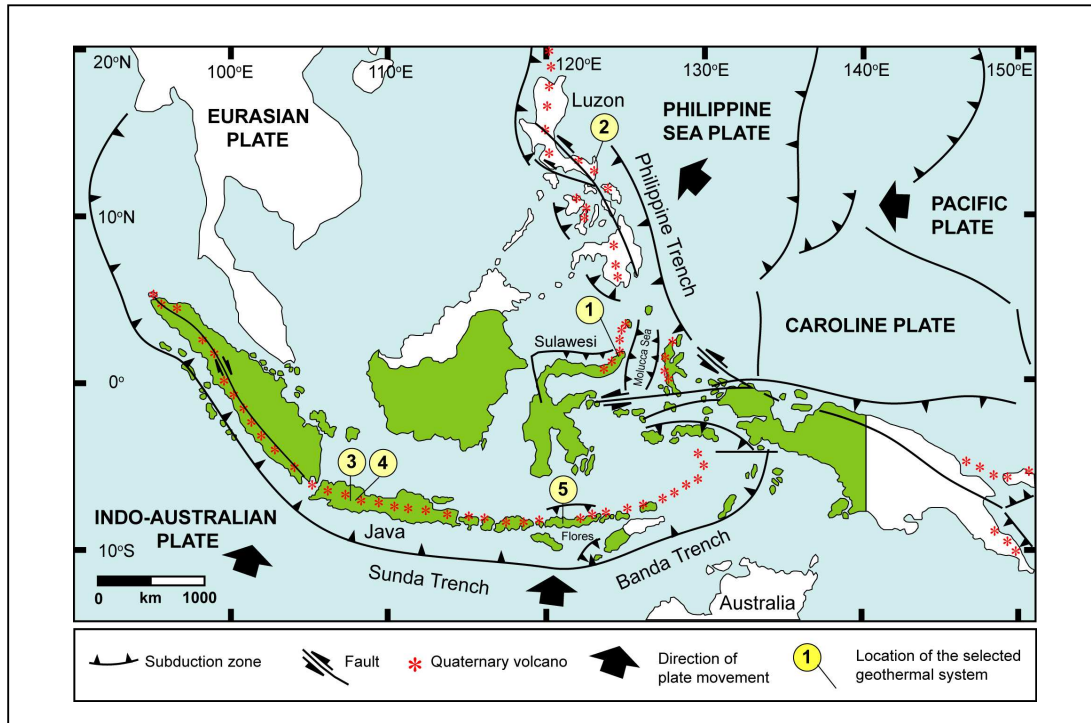 20°N
100°E
110°E
120°E
130°E
140°E
150°E
Luzon
EURASIAN
PLATE
PHILIPPINE
SEA PLATE
2
Philippine Trench
10°N
PACIFIC
PLATE
1
CAROLINE PLATE
Sulawesi
Molucca Sea
0°
3
4
5
INDO-AUSTRALIAN
PLATE
Java
Flores
10°S
Sunda Trench
Banda Trench
0 km 1000
Australia
Subduction zone
Fault
Quaternary volcano
Direction of
plate movement
1
Location of the selected
geothermal system